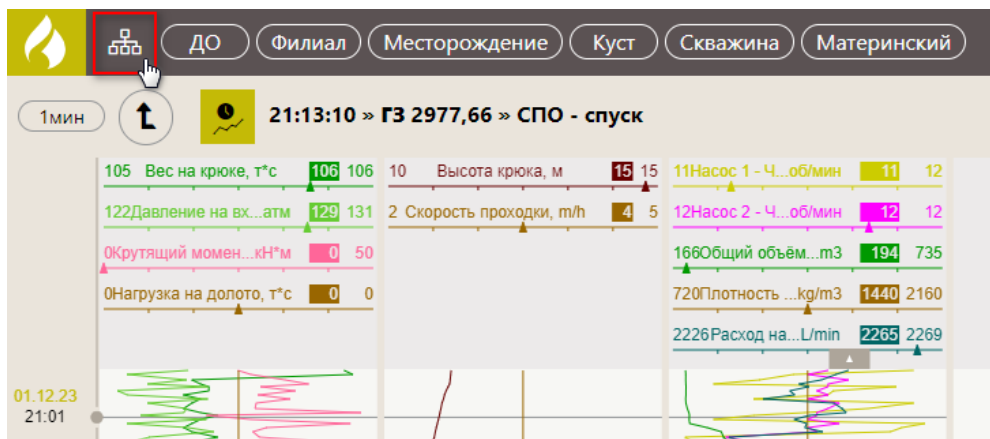 ДО Филиал Месторождение Куст Скважина Материнский
1мин 21:13:10 » ГЗ 2977,66 » СПО - спуск
105 Вес на крюке, т*с 106 106
122Давление на вх...атм 129 131
0Крутящий момен...кН*м 0 50
0Нагрузка на долото, т*с 0 0
10 Высота крюка, м 15 15
2 Скорость проходки, m/h 4 5
11Насос 1 - Ч...об/мин 11 12
12Насос 2 - Ч...об/мин 12 12
166Общий объём...m3 194 735
720Плотность ...kg/m3 1440 2160
2226Расход на...L/min 2265 2269
01.12.23
21:01